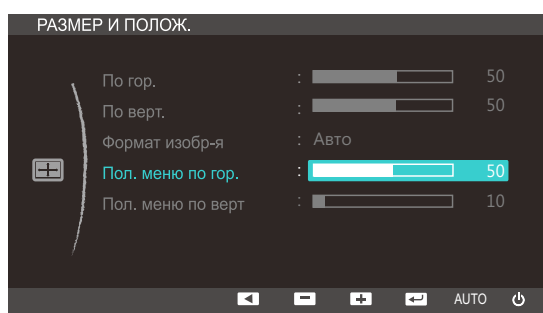 РАЗМЕР И ПОЛОЖ.
По гор. : 50
По верт. : 50
Формат изобр-я : Авто
Пол. меню по гор. : 50
Пол. меню по верт : 10
AUTO